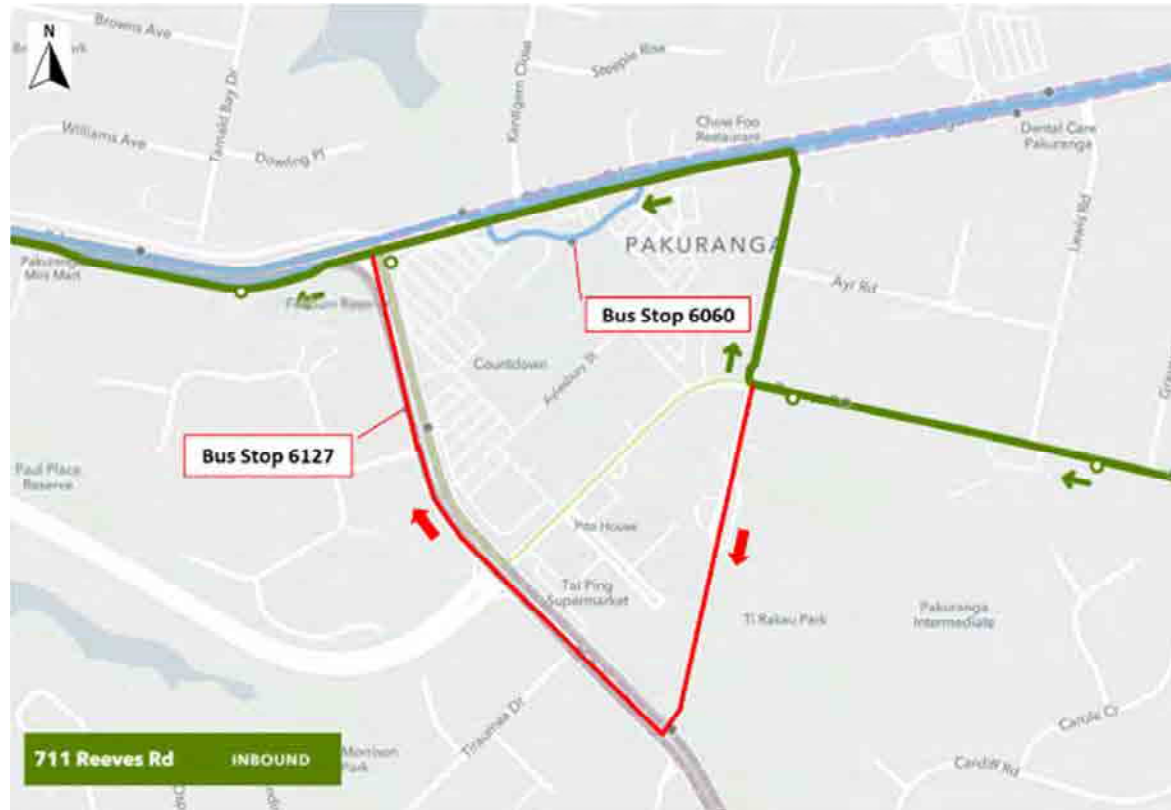 N
Browns Ave
Tamaki Bay Dr
Williams Ave
Dowling Pl
Kentigern Close
Steeple Rise
Chow Foo
Restaurant
Dental Care
Pakuranga
Lewis Rd
PAKURANGA
Ayr Rd
Pakuranga
Mini Mart
Bus Stop 6060
Countdown
Aylesbury St
Bus Stop 6127
Paul Place
Reserve
Pito House
Tai Ping
Supermarket
Ti Rakau Park
Pakuranga
Intermediate
Tiraumea Dr
Carole Cr
Cardiff Rd
Morrison
Park
711 Reeves Rd
INBOUND